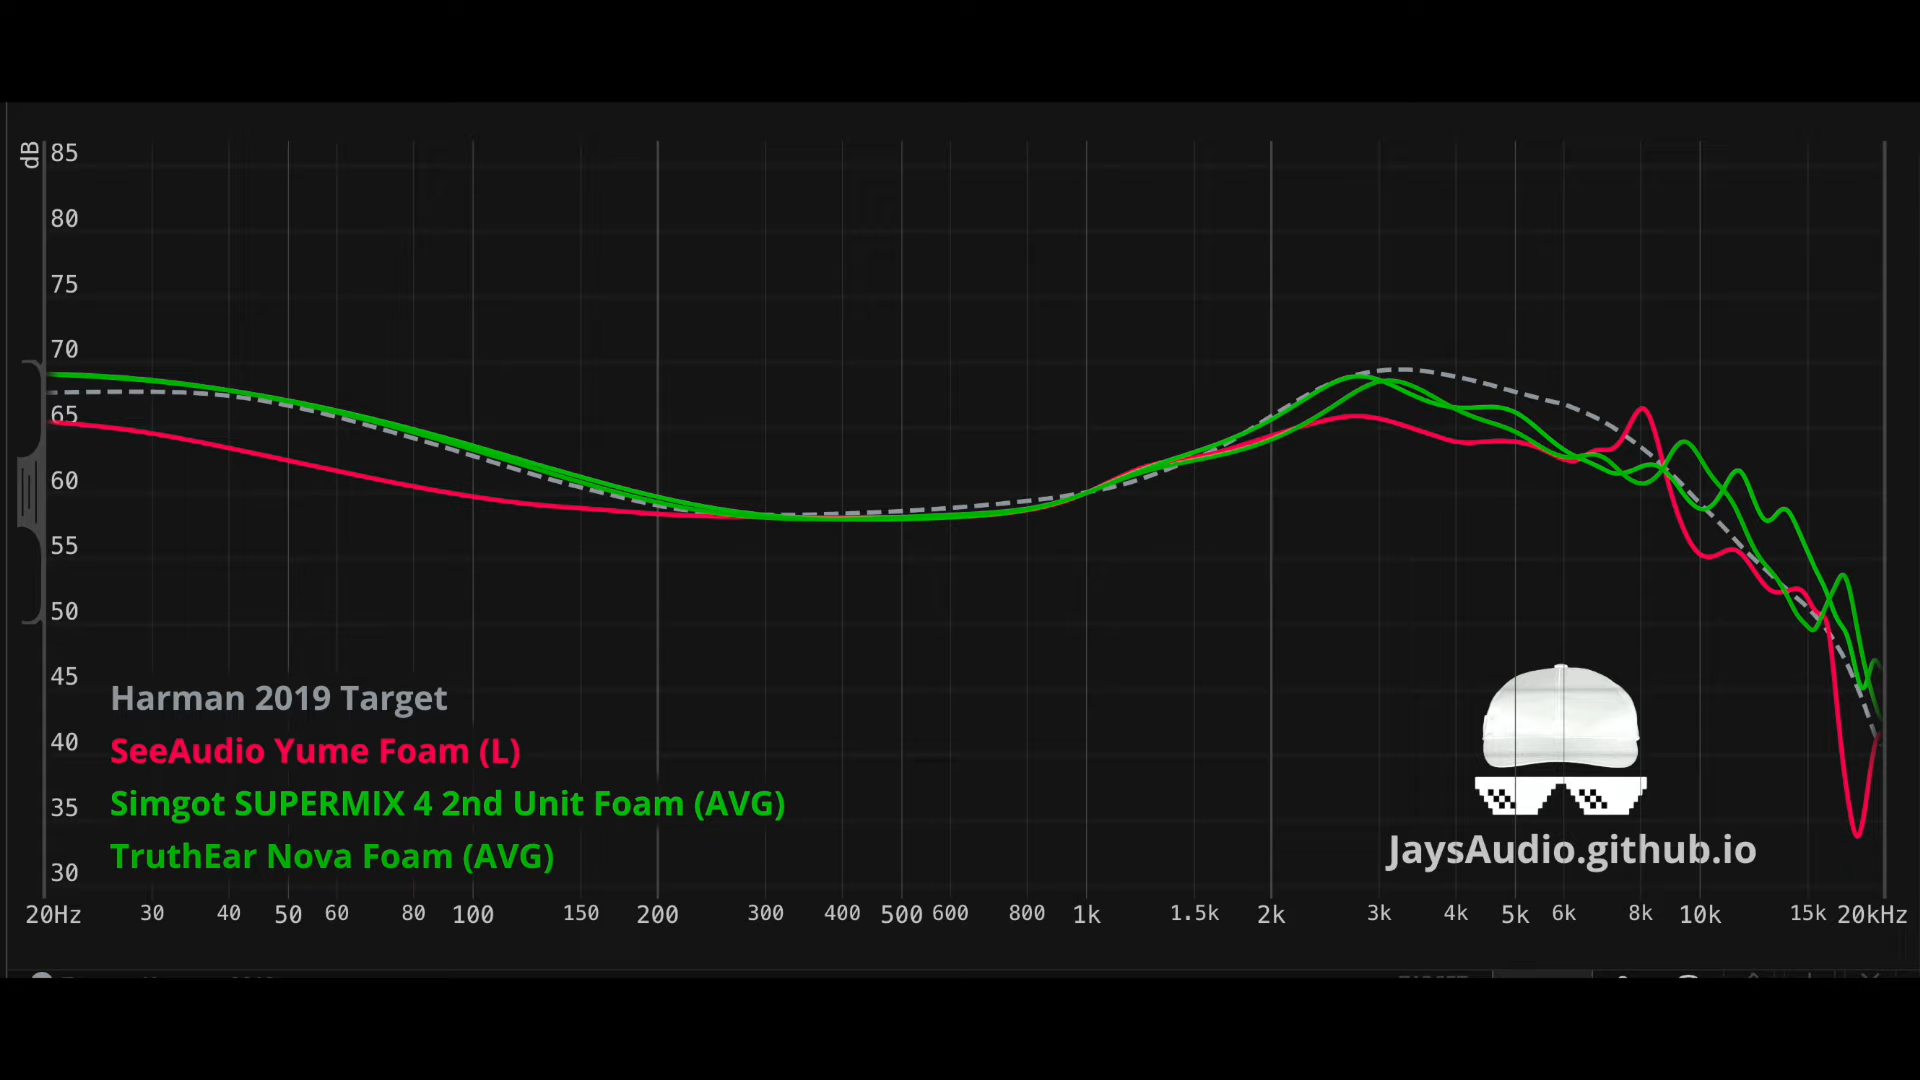 dB
85
80
75
70
65
60
55
50
45
40
35
30
Harman 2019 Target
SeeAudio Yume Foam (L)
Simgot SUPERMIX 4 2nd Unit Foam (AVG)
TruthEar Nova Foam (AVG)
JaysAudio.github.io
20Hz 30 40 50 60 80 100 150 200 300 400 500 600 800 1k 1.5k 2k 3k 4k 5k 6k 8k 10k 15k 20kHz